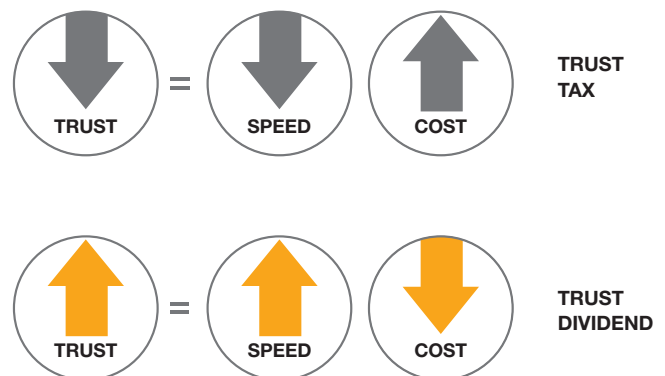 TRUST = SPEED COST
TRUST
TAX
TRUST = SPEED COST
TRUST
DIVIDEND